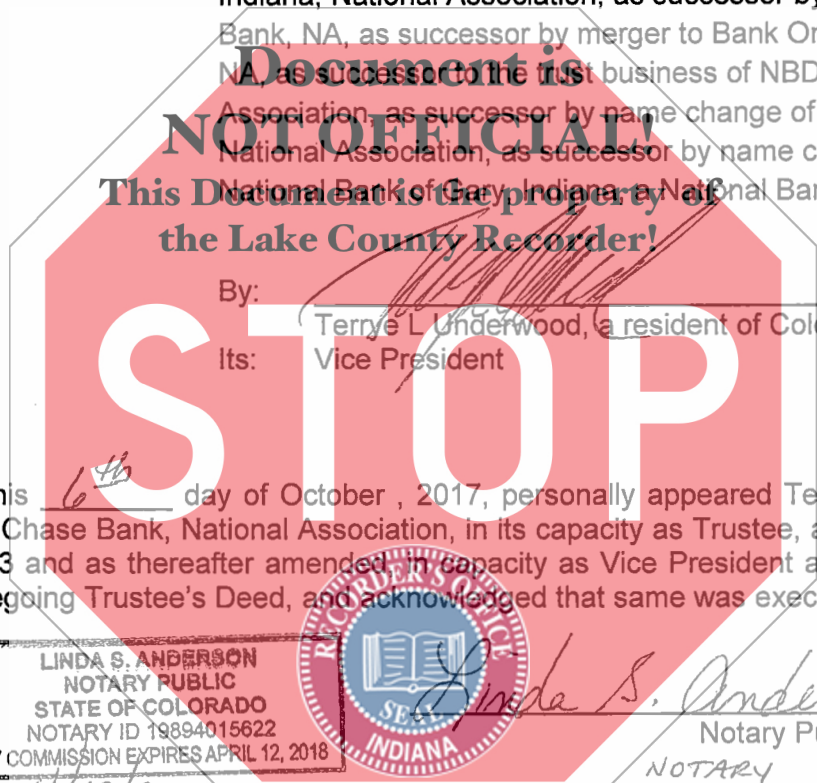 Indiana, National Association, as successor by
Bank, NA, as successor by merger to Bank On
Document is
NA, as successor to the trust business of NBD
Association, as successor by name change of
NOT OFFICIAL!
National Association, as successor by name c
This Document is the property of
National Bank of Gary, Indiana, a National Ban
the Lake County Recorder!
By:
Terrye L Underwood, a resident of Colo
Its: Vice President
STOP
his 6th day of October , 2017, personally appeared Te
Chase Bank, National Association, in its capacity as Trustee, a
3 and as thereafter amended, in capacity as Vice President a
egoing Trustee's Deed, and acknowledged that same was exec
RECORDER'S OFFICE
SEAL
INDIANA
LINDA S. ANDERSON
NOTARY PUBLIC
STATE OF COLORADO
NOTARY ID 19894015622
COMMISSION EXPIRES APRIL 12, 2018
Linda S. Ande
Notary Pu
NOTARY